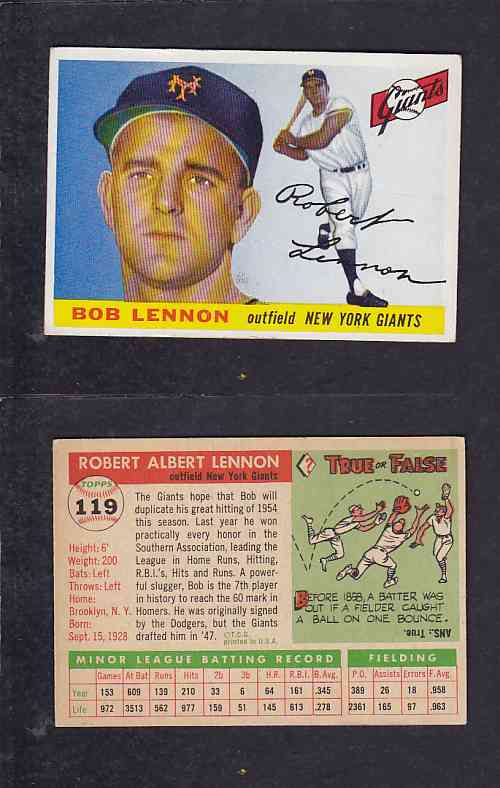 Giants
Robert
Lennon
BOB LENNON outfield NEW YORK GIANTS
ROBERT ALBERT LENNON
outfield New York Giants
TOPPS
119
Height: 6'
Weight: 200
Bats: Left
Throws: Left
Home:
Brooklyn, N. Y.
Born:
Sept. 15, 1928
The Giants hope that Bob will
duplicate his great hitting of 1954
this season. Last year he won
practically every honor in the
Southern Association, leading the
League in Home Runs, Hitting,
R.B.I.'s, Hits and Runs. A power-
ful slugger, Bob is the 7th player
in history to reach the 60 mark in
Homers. He was originally signed
by the Dodgers, but the Giants
drafted him in '47. ©T.C.G.
printed in U.S.A.
TRUE OR FALSE
BEFORE 1898, A BATTER WAS
OUT IF A FIELDER CAUGHT
A BALL ON ONE BOUNCE.
ANS.: True.
MINOR LEAGUE BATTING RECORD FIELDING
Games At Bat Runs Hits 2b 3b H.R. R.B.I. B.Avg. P.O. Assists Errors F.Avg.
Year 153 609 139 210 33 6 64 161 .345 389 26 18 .958
Life 972 3513 562 977 159 51 145 613 .278 2361 165 97 .963